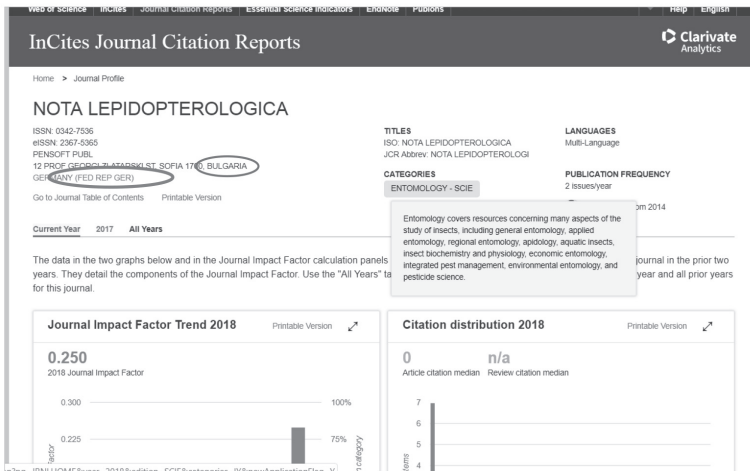 Web of Science InCites Journal Citation Reports Essential Science Indicators EndNote Publons Help English
InCites Journal Citation Reports
Clarivate
Analytics
Home > Journal Profile
NOTA LEPIDOPTEROLOGICA
ISSN: 0342-7536
eISSN: 2367-5365
PENSOFT PUBL
12 PROF GEORGI ZLATARSKI ST, SOFIA 1700, BULGARIA
GERMANY (FED REP GER)
Go to Journal Table of Contents Printable Version
TITLES
ISO: NOTA LEPIDOPTEROLOGICA
JCR Abbrev: NOTA LEPIDOPTEROLOGI
CATEGORIES
ENTOMOLOGY - SCIE
LANGUAGES
Multi-Language
PUBLICATION FREQUENCY
2 issues/year
om 2014
Entomology covers resources concerning many aspects of the
study of insects, including general entomology, applied
entomology, regional entomology, apidology, aquatic insects,
insect biochemistry and physiology, economic entomology,
integrated pest management, environmental entomology, and
pesticide science.
Current Year 2017 All Years
The data in the two graphs below and in the Journal Impact Factor calculation panels journal in the prior two
years. They detail the components of the Journal Impact Factor. Use the "All Years" ta year and all prior years
for this journal.
Journal Impact Factor Trend 2018 Printable Version
0.250
2018 Journal Impact Factor
0.300 100%
0.225 75%
Citation distribution 2018 Printable Version
0 n/a
Article citation median Review citation median
7
6
5
4